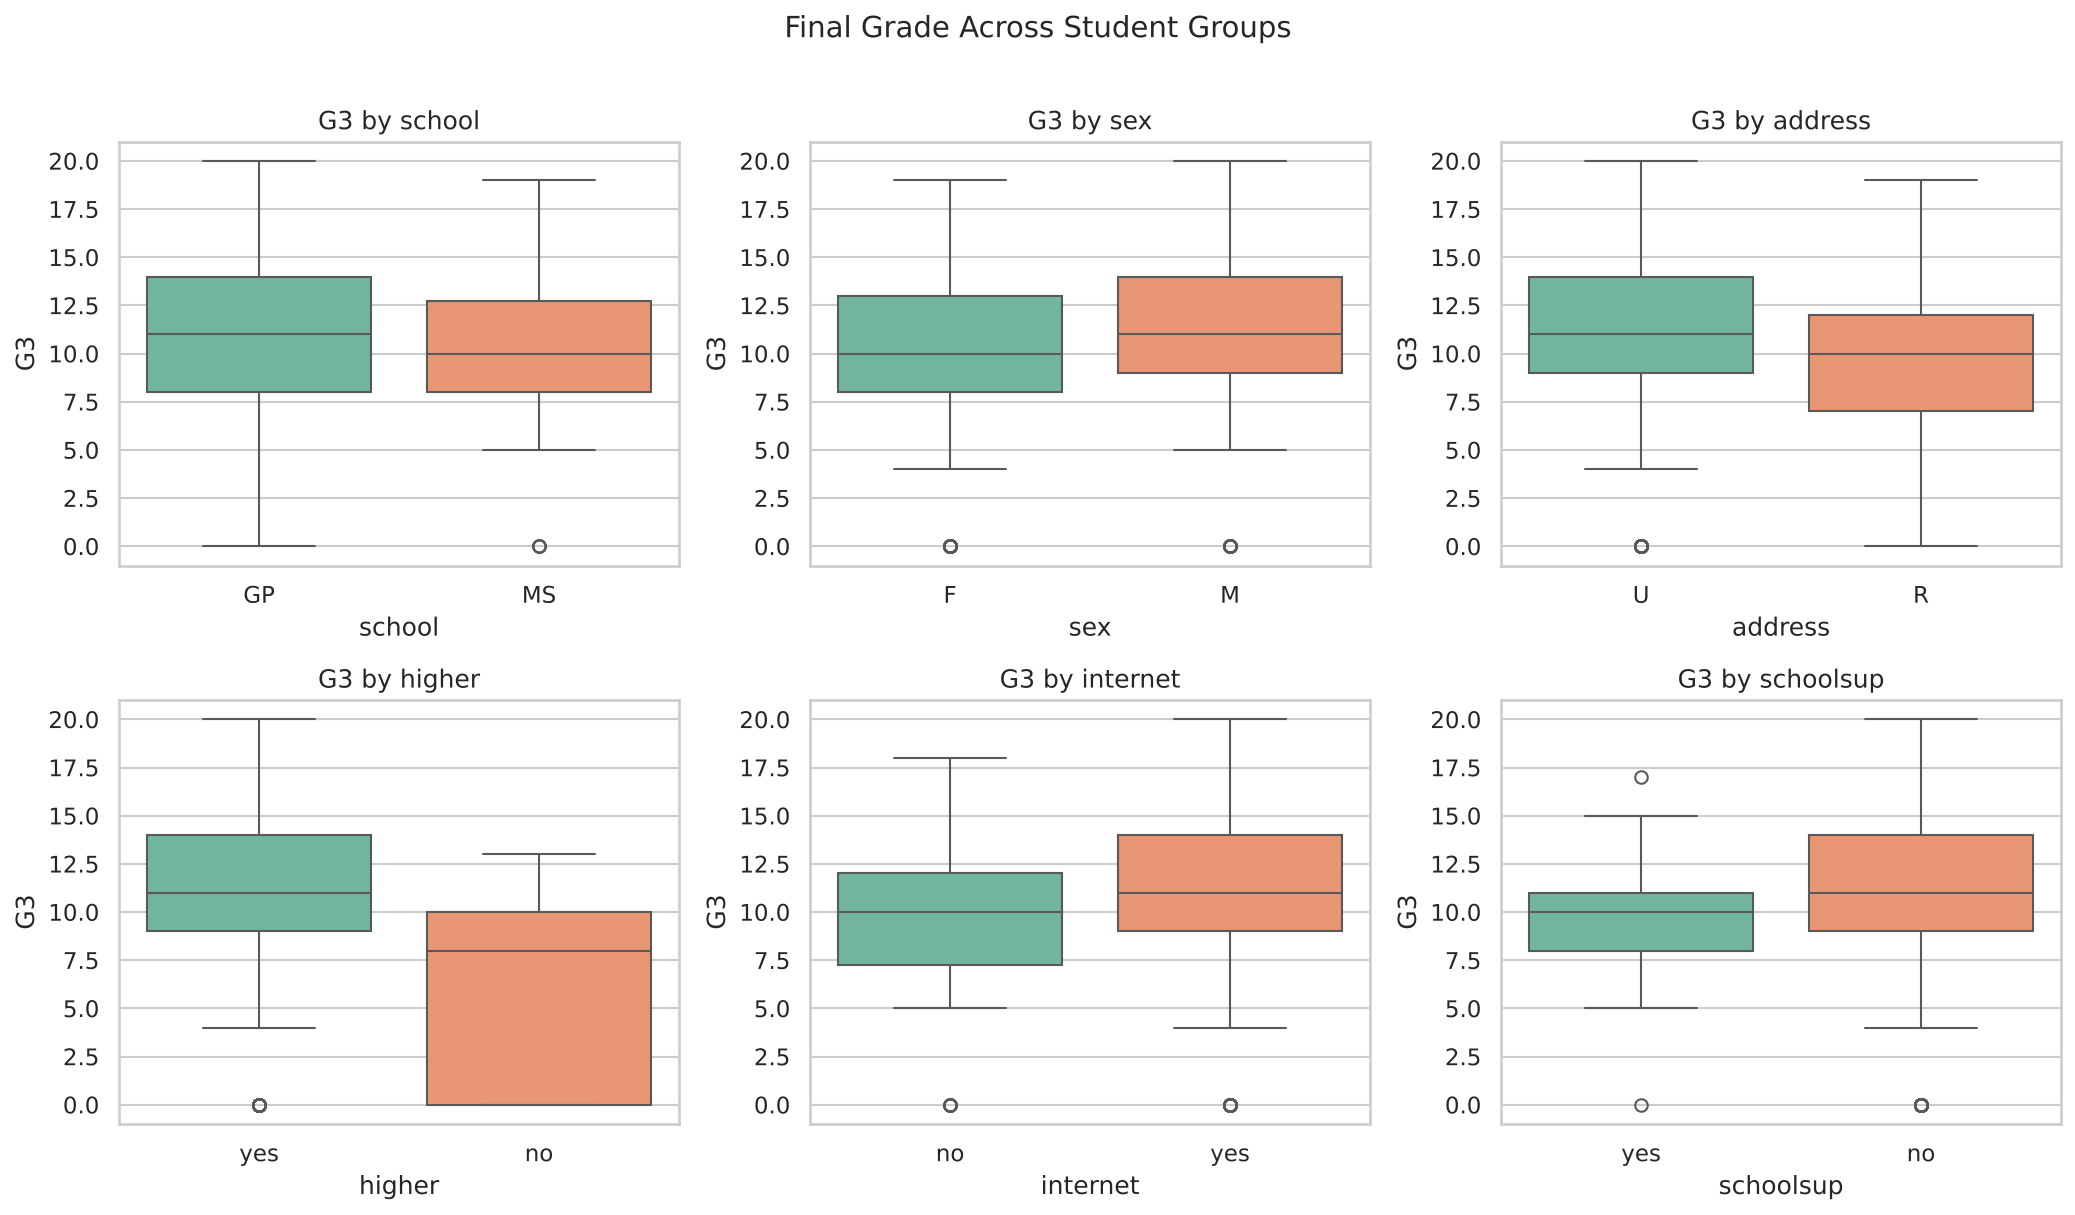 Final Grade Across Student Groups
G3 by school
20.0
17.5
15.0
12.5
10.0
7.5
5.0
2.5
0.0
G3
GP MS
school
G3 by sex
20.0
17.5
15.0
12.5
10.0
7.5
5.0
2.5
0.0
G3
F M
sex
G3 by address
20.0
17.5
15.0
12.5
10.0
7.5
5.0
2.5
0.0
G3
U R
address
G3 by higher
20.0
17.5
15.0
12.5
10.0
7.5
5.0
2.5
0.0
G3
yes no
higher
G3 by internet
20.0
17.5
15.0
12.5
10.0
7.5
5.0
2.5
0.0
G3
no yes
internet
G3 by schoolsup
20.0
17.5
15.0
12.5
10.0
7.5
5.0
2.5
0.0
G3
yes no
schoolsup